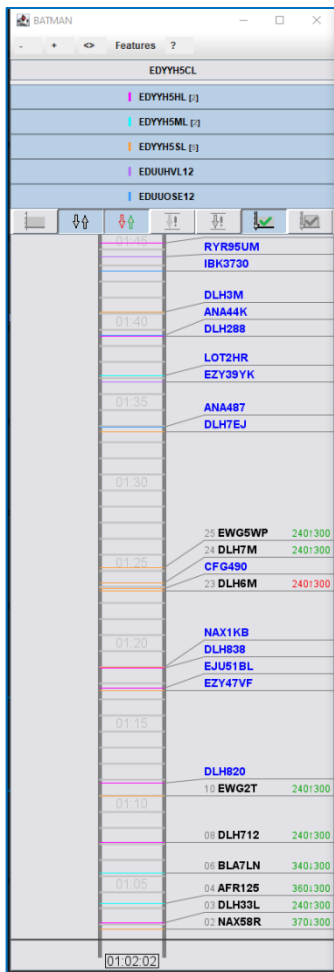 BATMAN
- + <> Features ?
EDYYH5CL
EDYYH5HL [2]
EDYYH5ML [2]
EDYYH5SL [5]
EDUUHVL12
EDUUOSE12
01:45
RYR95UM
IBK3730
DLH3M
ANA44K
01:40
DLH288
LOT2HR
EZY39YK
01:35
ANA487
DLH7EJ
01:30
25 EWG5WP 240↑300
24 DLH7M 240↑300
01:25
CFG490
23 DLH6M 240↑300
NAX1KB
01:20
DLH838
EJU51BL
EZY47VF
01:15
DLH820
10 EWG2T 240↑300
01:10
08 DLH712 240↑300
06 BLA7LN 340↓300
01:05
04 AFR125 360↓300
03 DLH33L 240↑300
02 NAX58R 370↓300
01:02:02